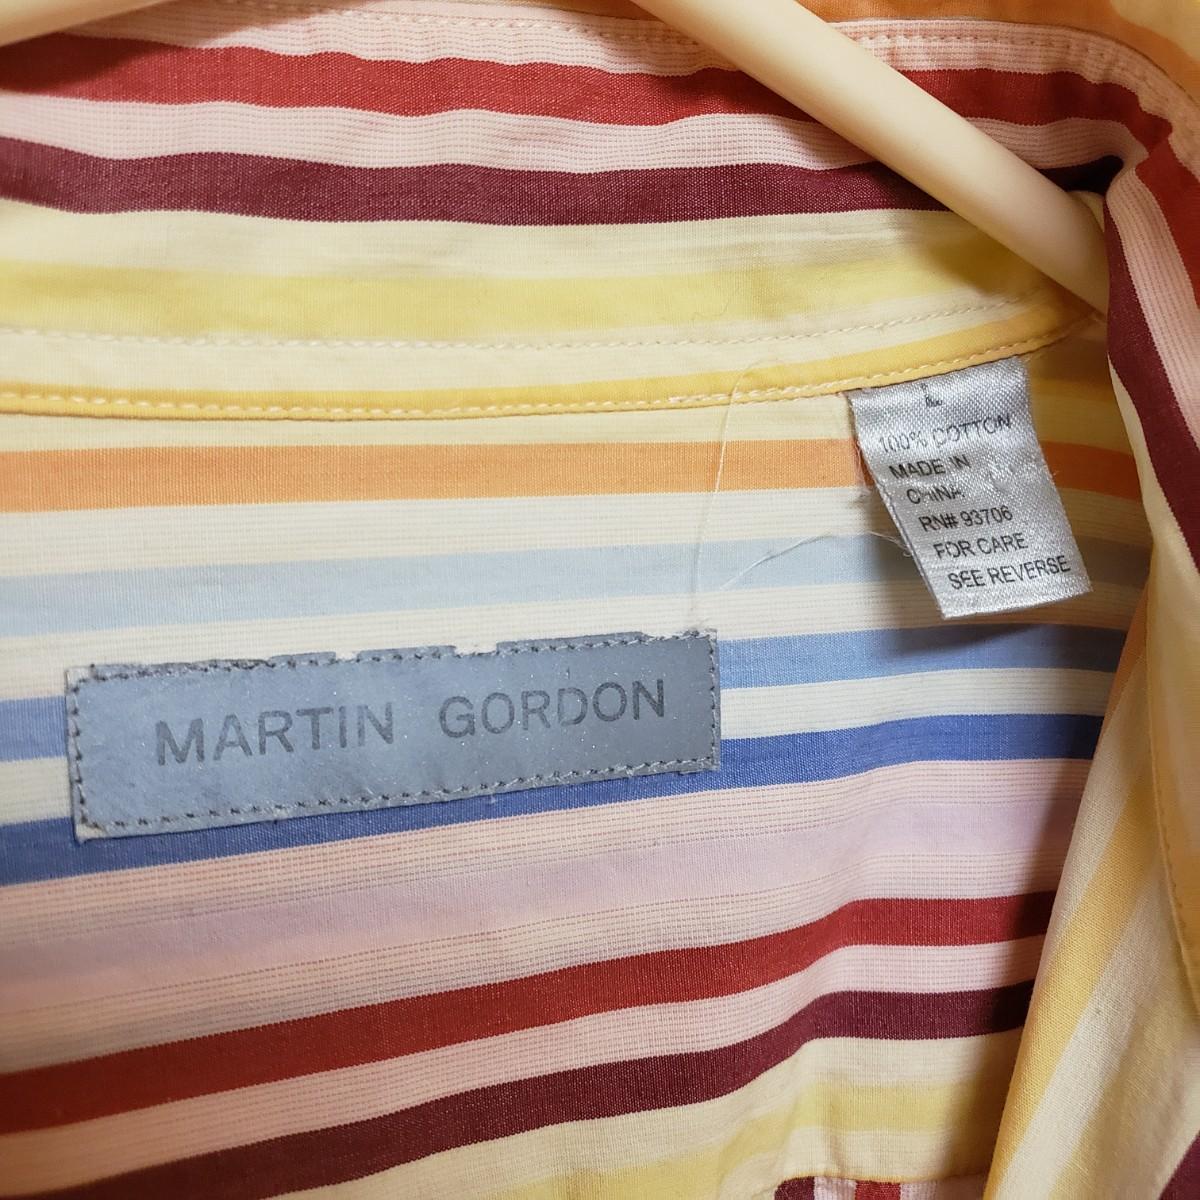 L
100% COTTON
MADE IN
CHINA
RN# 93706
FOR CARE
SEE REVERSE
MARTIN GORDON